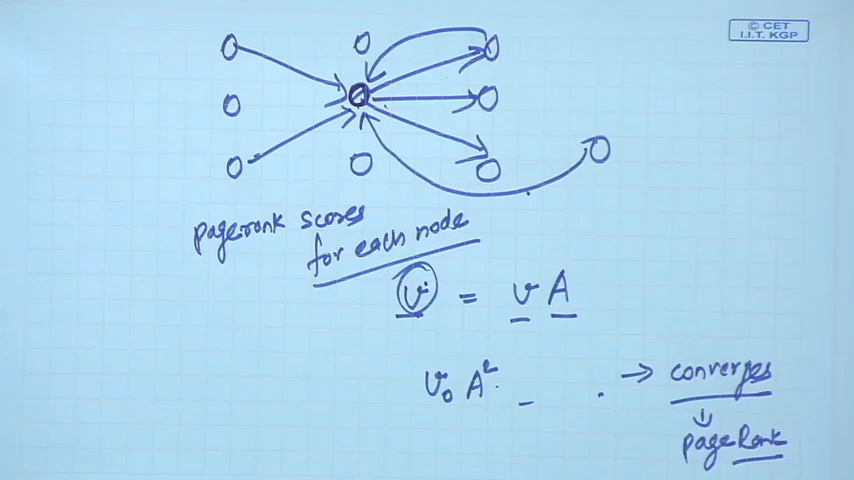 © CET
I.I.T. KGP
pagerank scores
for each node
v = v A
v₀ A² - . → converges
↓
pageRank